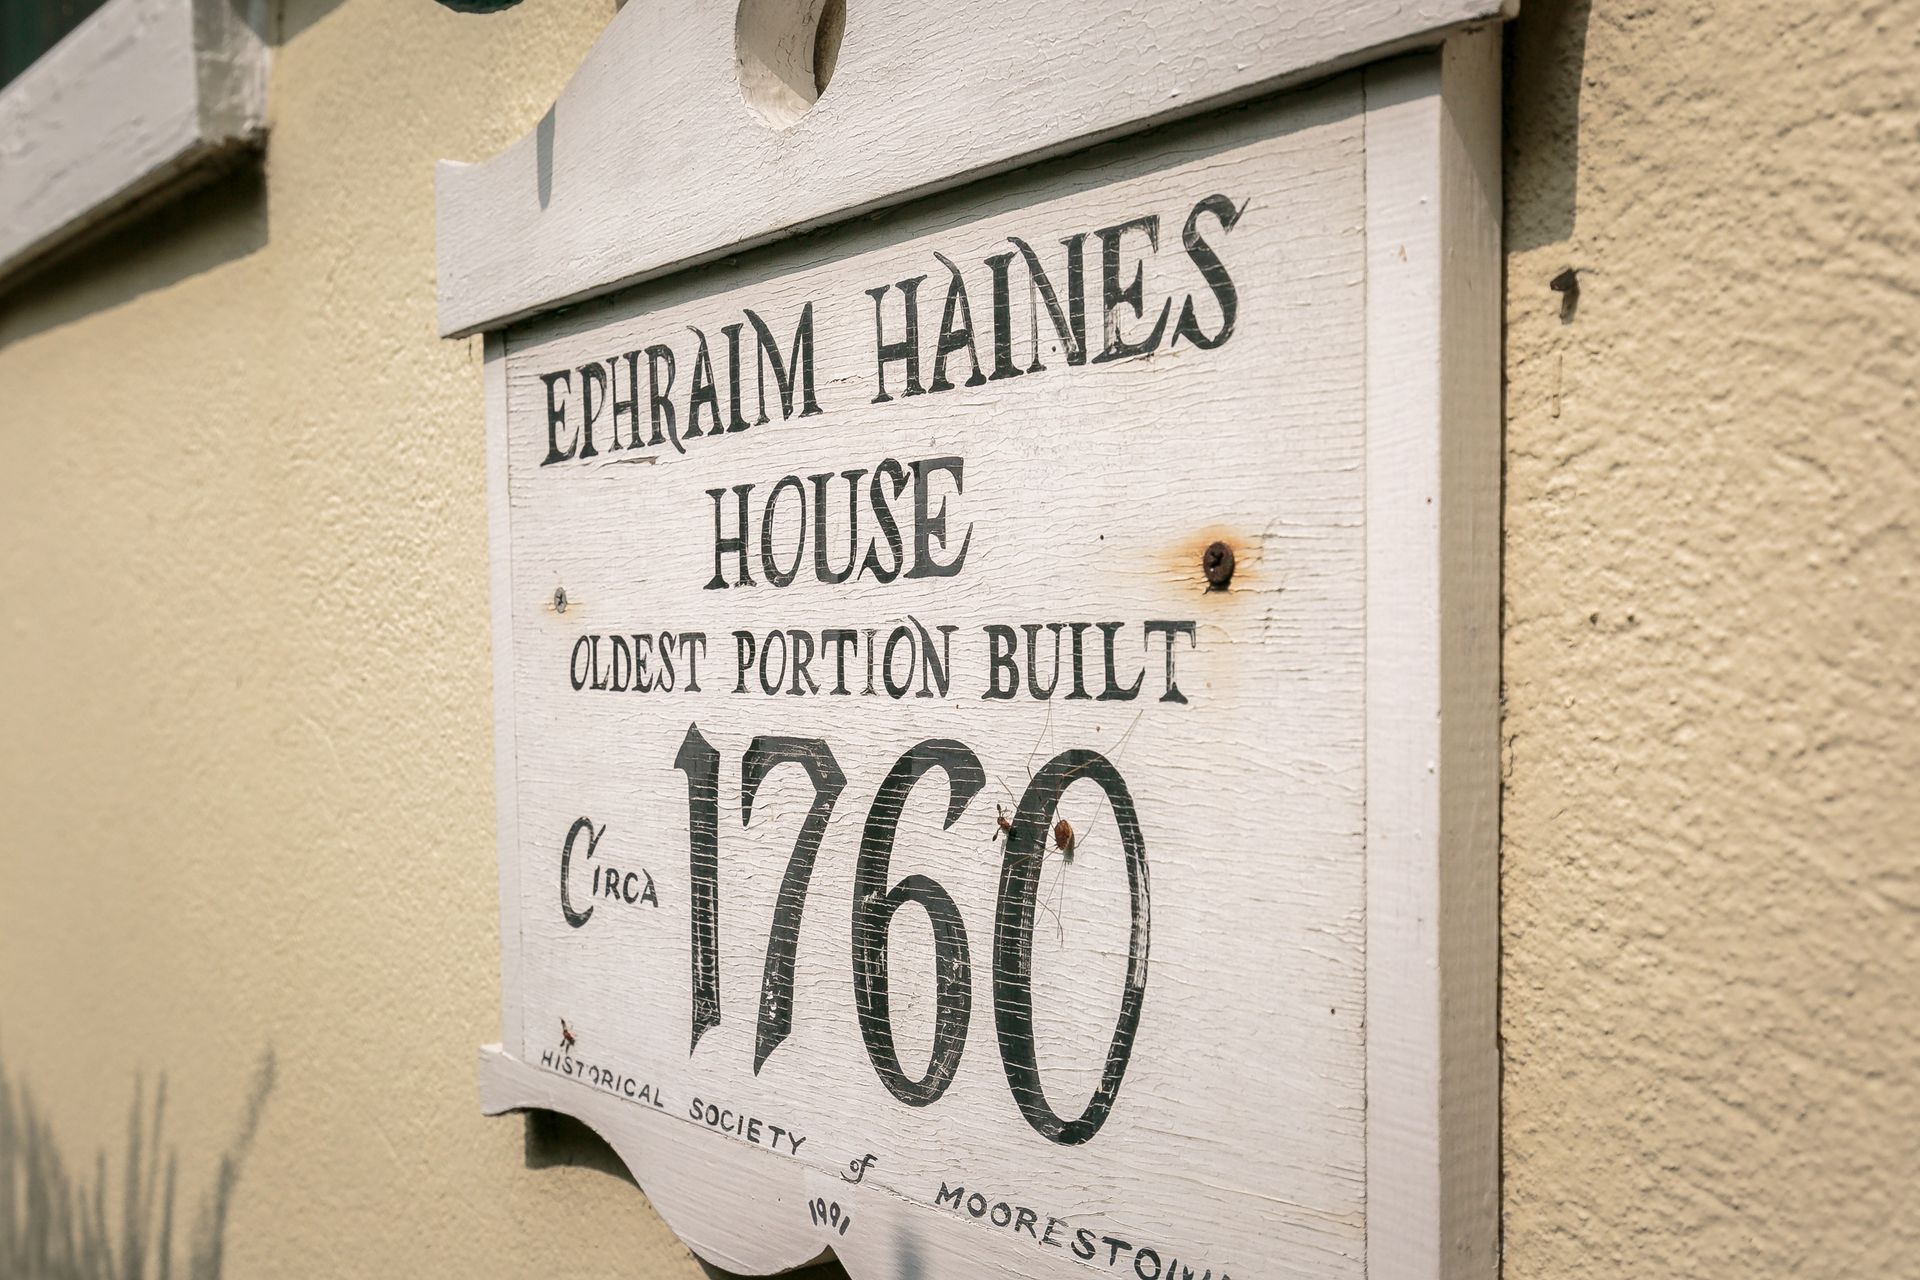 EPHRAIM HAINES
HOUSE
OLDEST PORTION BUILT
CIRCA 1760
HISTORICAL SOCIETY of MOORESTOWN
1991